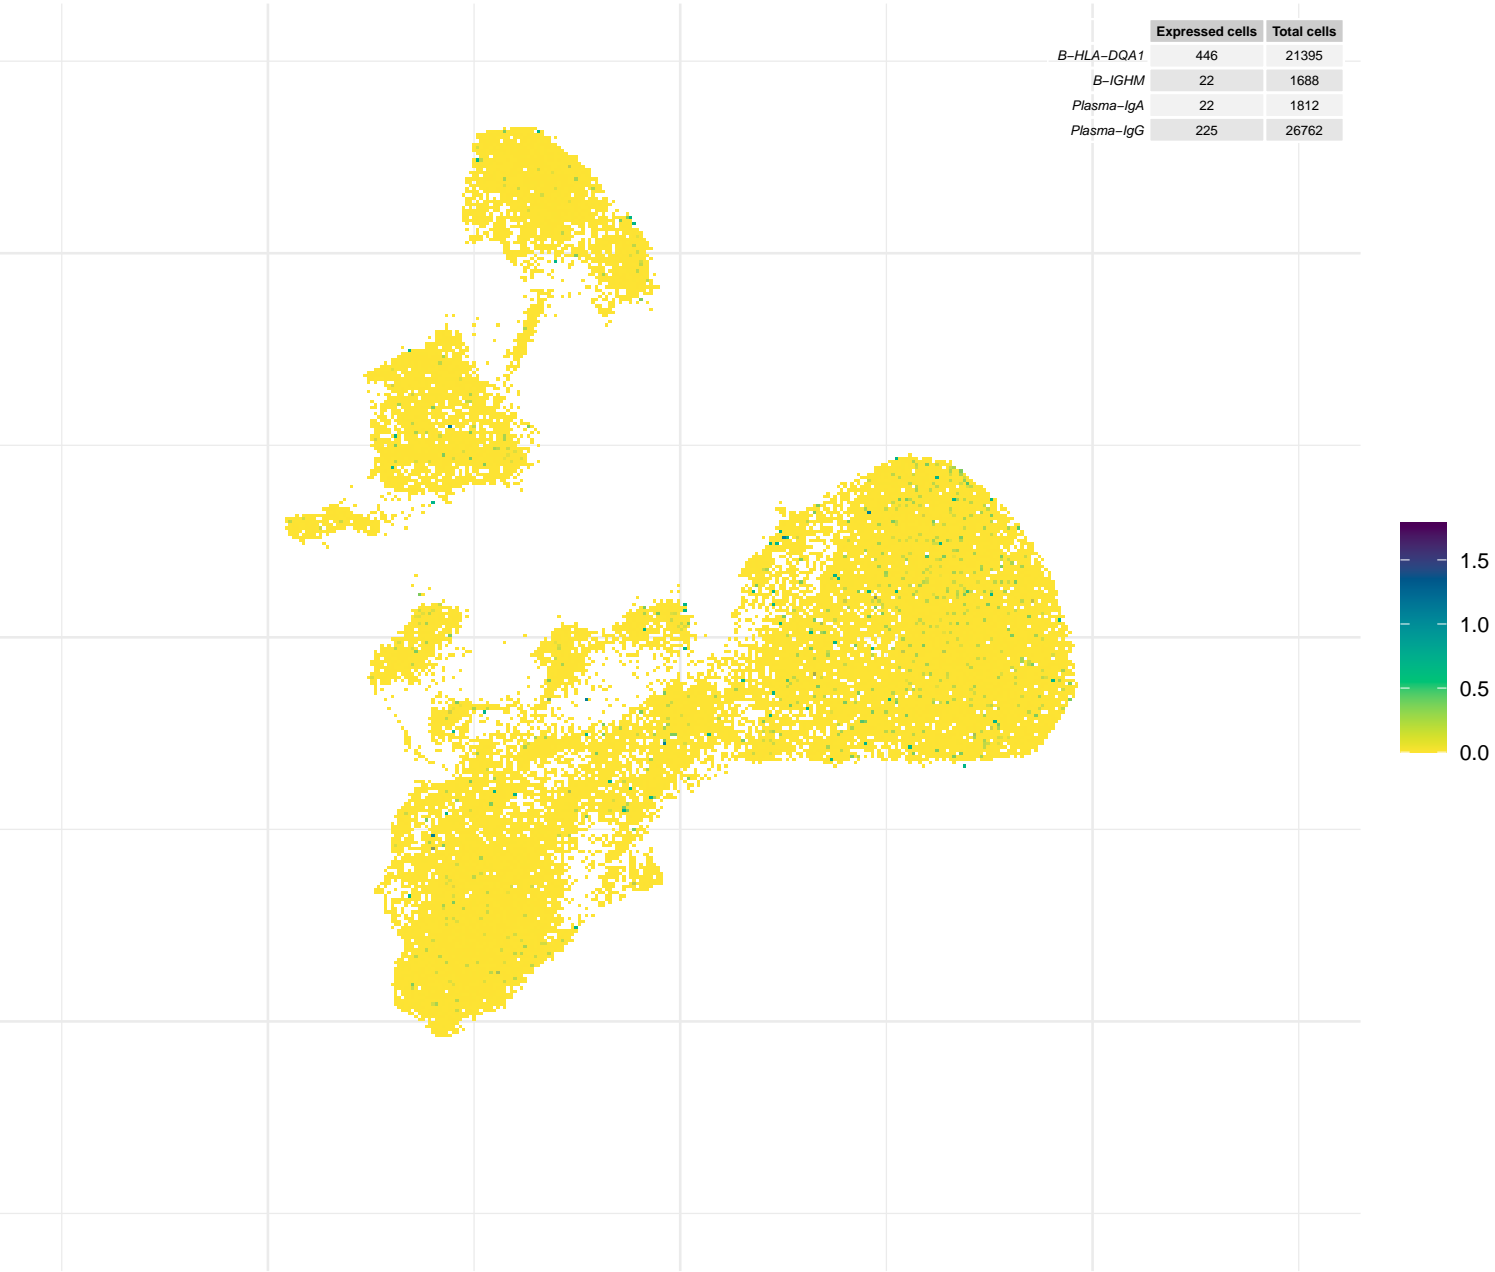 Expressed cells Total cells
B−HLA−DQA1 446 21395
B−IGHM 22 1688
Plasma−IgA 22 1812
Plasma−IgG 225 26762
1.5
1.0
0.5
0.0